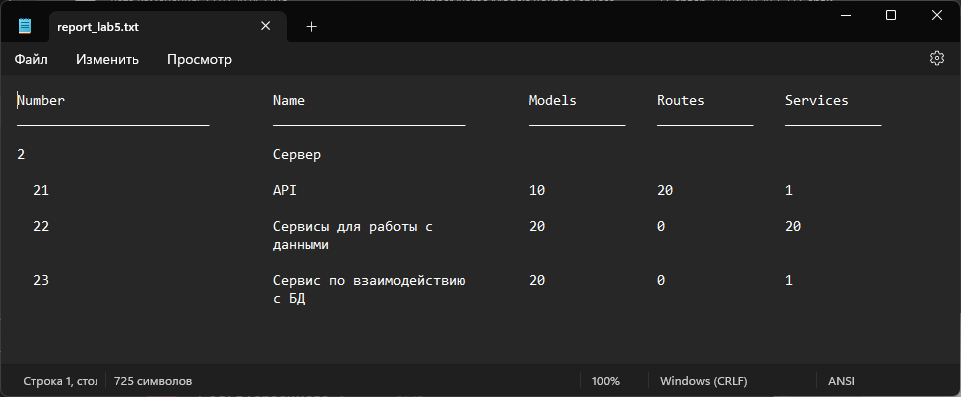 report_lab5.txt
Файл Изменить Просмотр
Number Name Models Routes Services
2 Сервер
21 API 10 20 1
22 Сервисы для работы с данными 20 0 20
23 Сервис по взаимодействию с БД 20 0 1
Строка 1, стол 725 символов 100% Windows (CRLF) ANSI